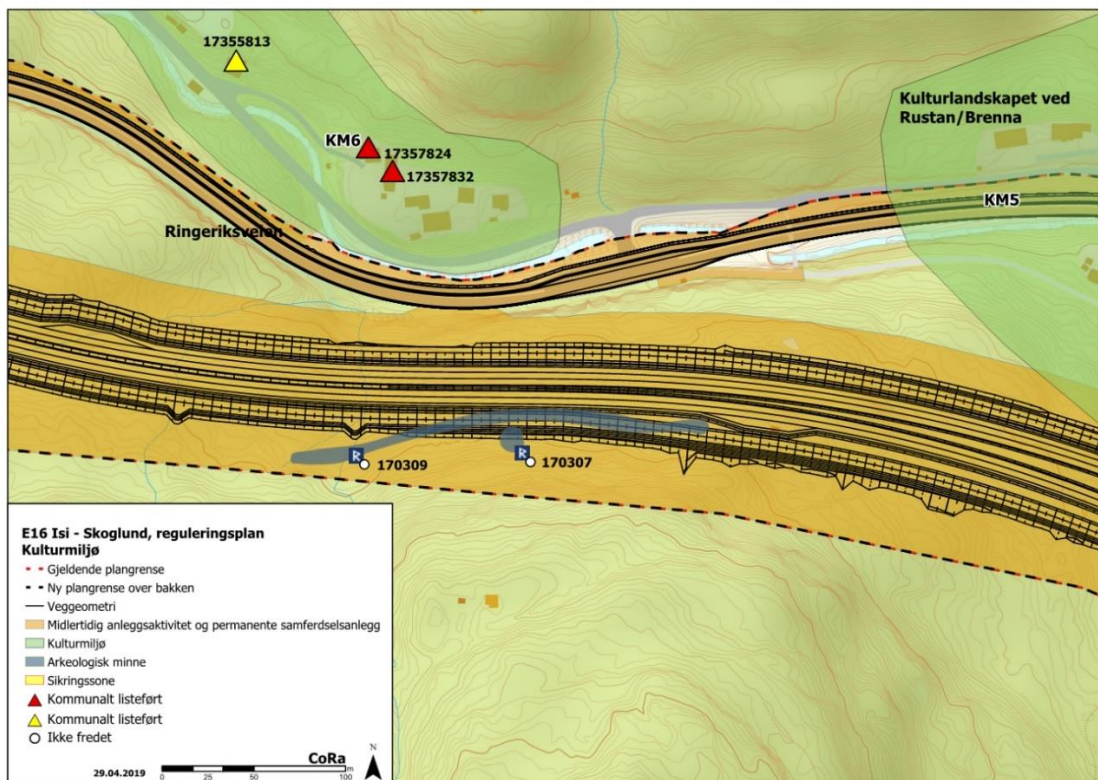 17355813
KM6
17357824
17357832
Kulturlandskapet ved
Rustan/Brenna
KM5
Ringeriksveien
R
170309
R
170307
E16 Isi - Skoglund, reguleringsplan
Kulturmiljø
Gjeldende plangrense
Ny plangrense over bakken
Veggeometri
Midlertidig anleggsaktivitet og permanente samferdselsanlegg
Kulturmiljø
Arkeologisk minne
Sikringssone
Kommunalt listeført
Kommunalt listeført
Ikke fredet
29.04.2019
CoRa
0 25 50 100 m
N